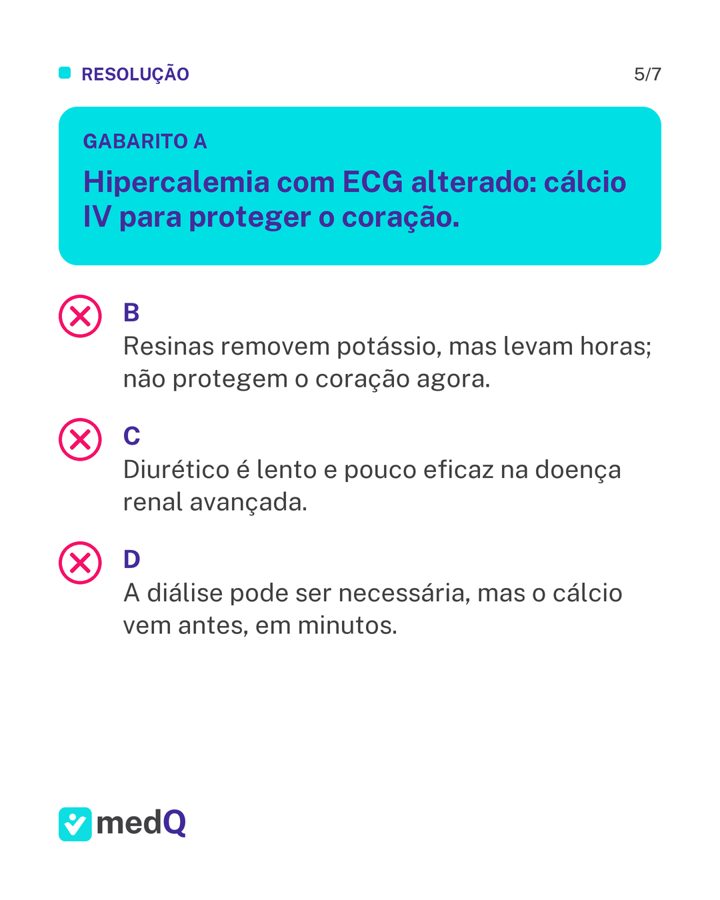 RESOLUÇÃO
5/7
GABARITO A
Hipercalemia com ECG alterado: cálcio
IV para proteger o coração.
B
Resinas removem potássio, mas levam horas;
não protegem o coração agora.
C
Diurético é lento e pouco eficaz na doença
renal avançada.
D
A diálise pode ser necessária, mas o cálcio
vem antes, em minutos.
medQ